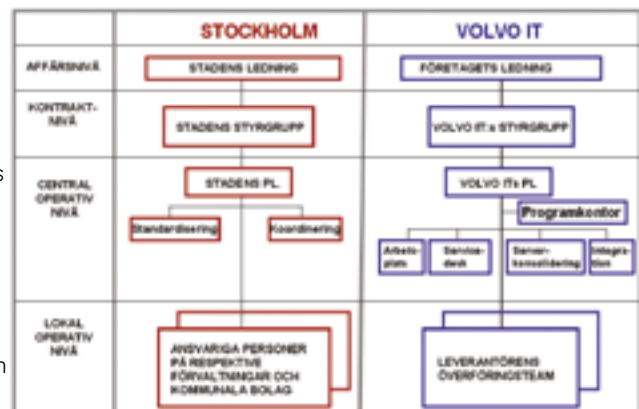 STOCKHOLM
VOLVO IT
AFFÄRSNIVÅ
STADENS LEDNING
FÖRETAGETS LEDNING
KONTRAKT-
NIVÅ
STADENS STYRGRUPP
VOLVO IT:s STYRGRUPP
s
CENTRAL
OPERATIV
NIVÅ
STADENS PL.
VOLVO ITs PL
Programkontor
Standardisering
Koordinering
Arbets-
plats
Service-
desk
Server-
konsolidering
Integra-
tion
LOKAL
OPERATIV
NIVÅ
ANSVARIGA PERSONER
PÅ RESPEKTIVE
FÖRVALTNINGAR OCH
KOMMUNALA BOLAG
LEVERANTÖRENS
ÖVERFÖRINGSTEAM
n